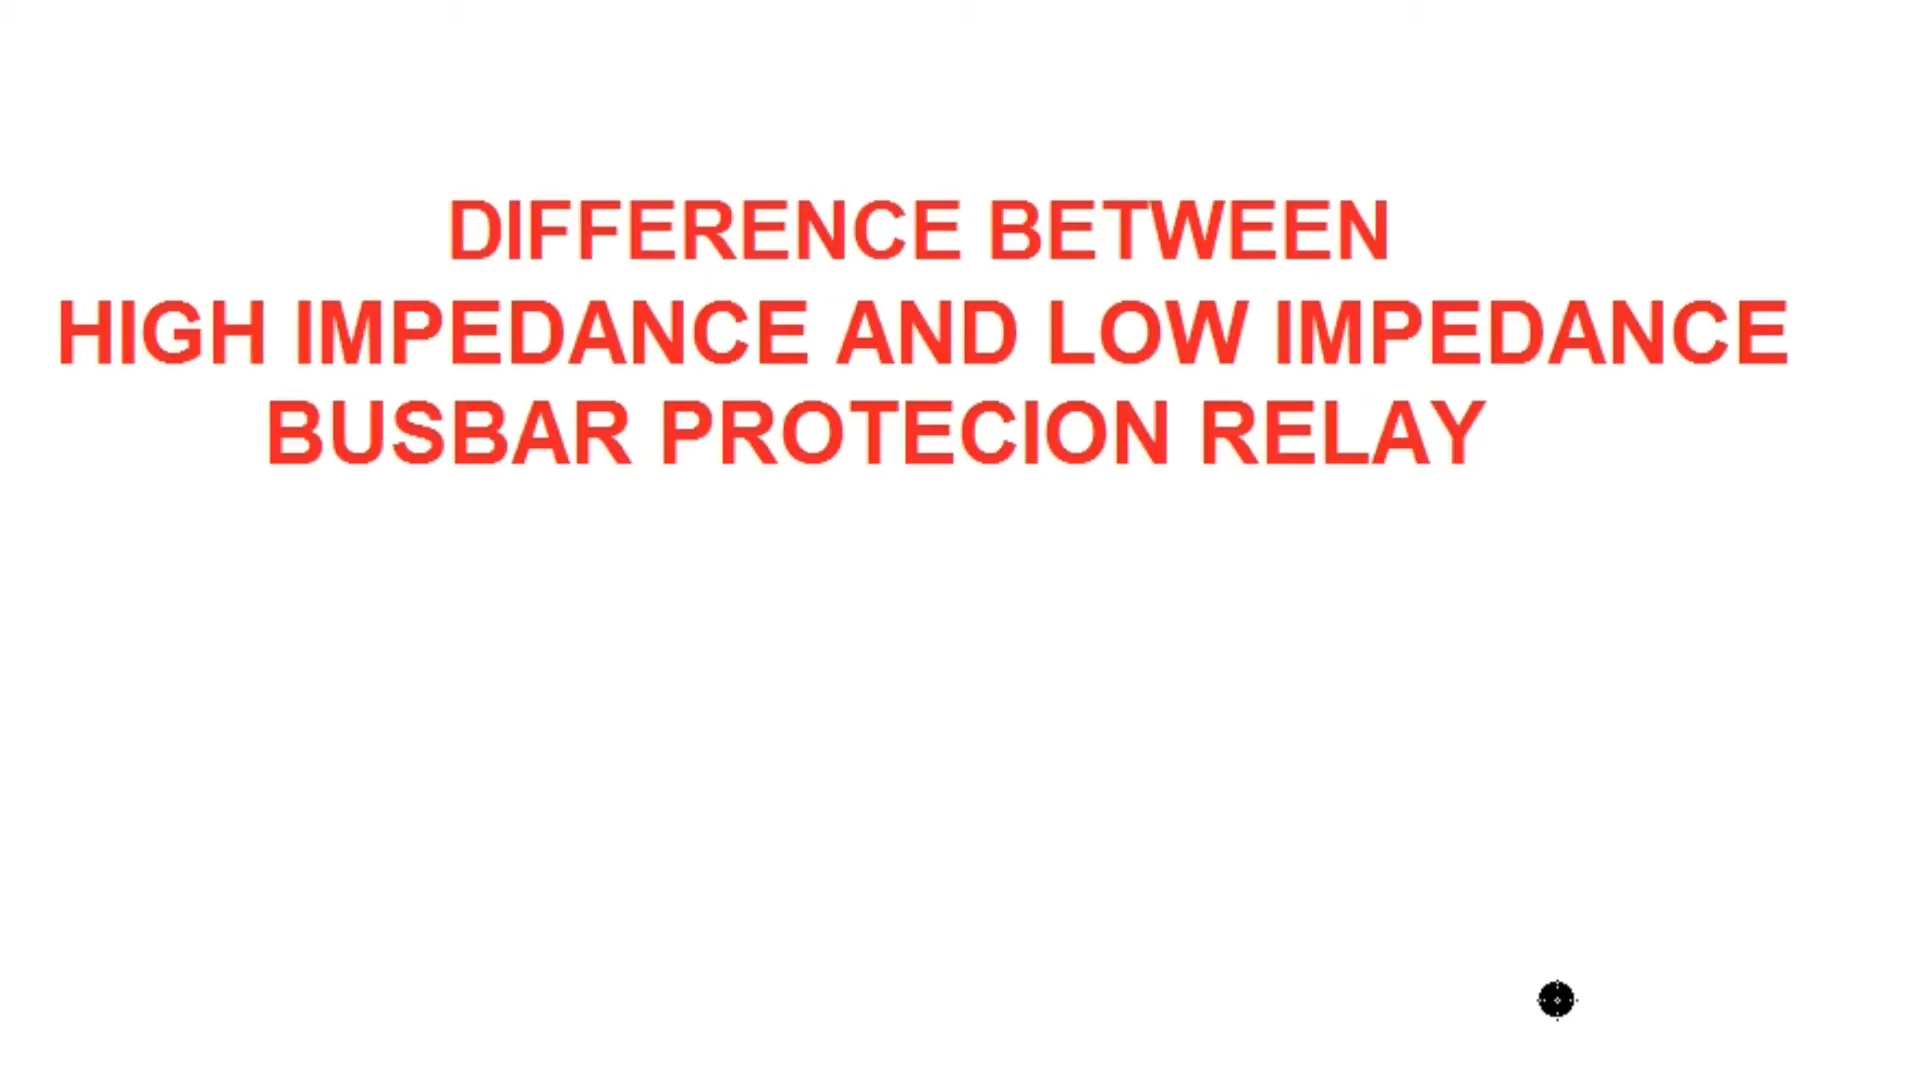 DIFFERENCE BETWEEN
HIGH IMPEDANCE AND LOW IMPEDANCE
BUSBAR PROTECION RELAY